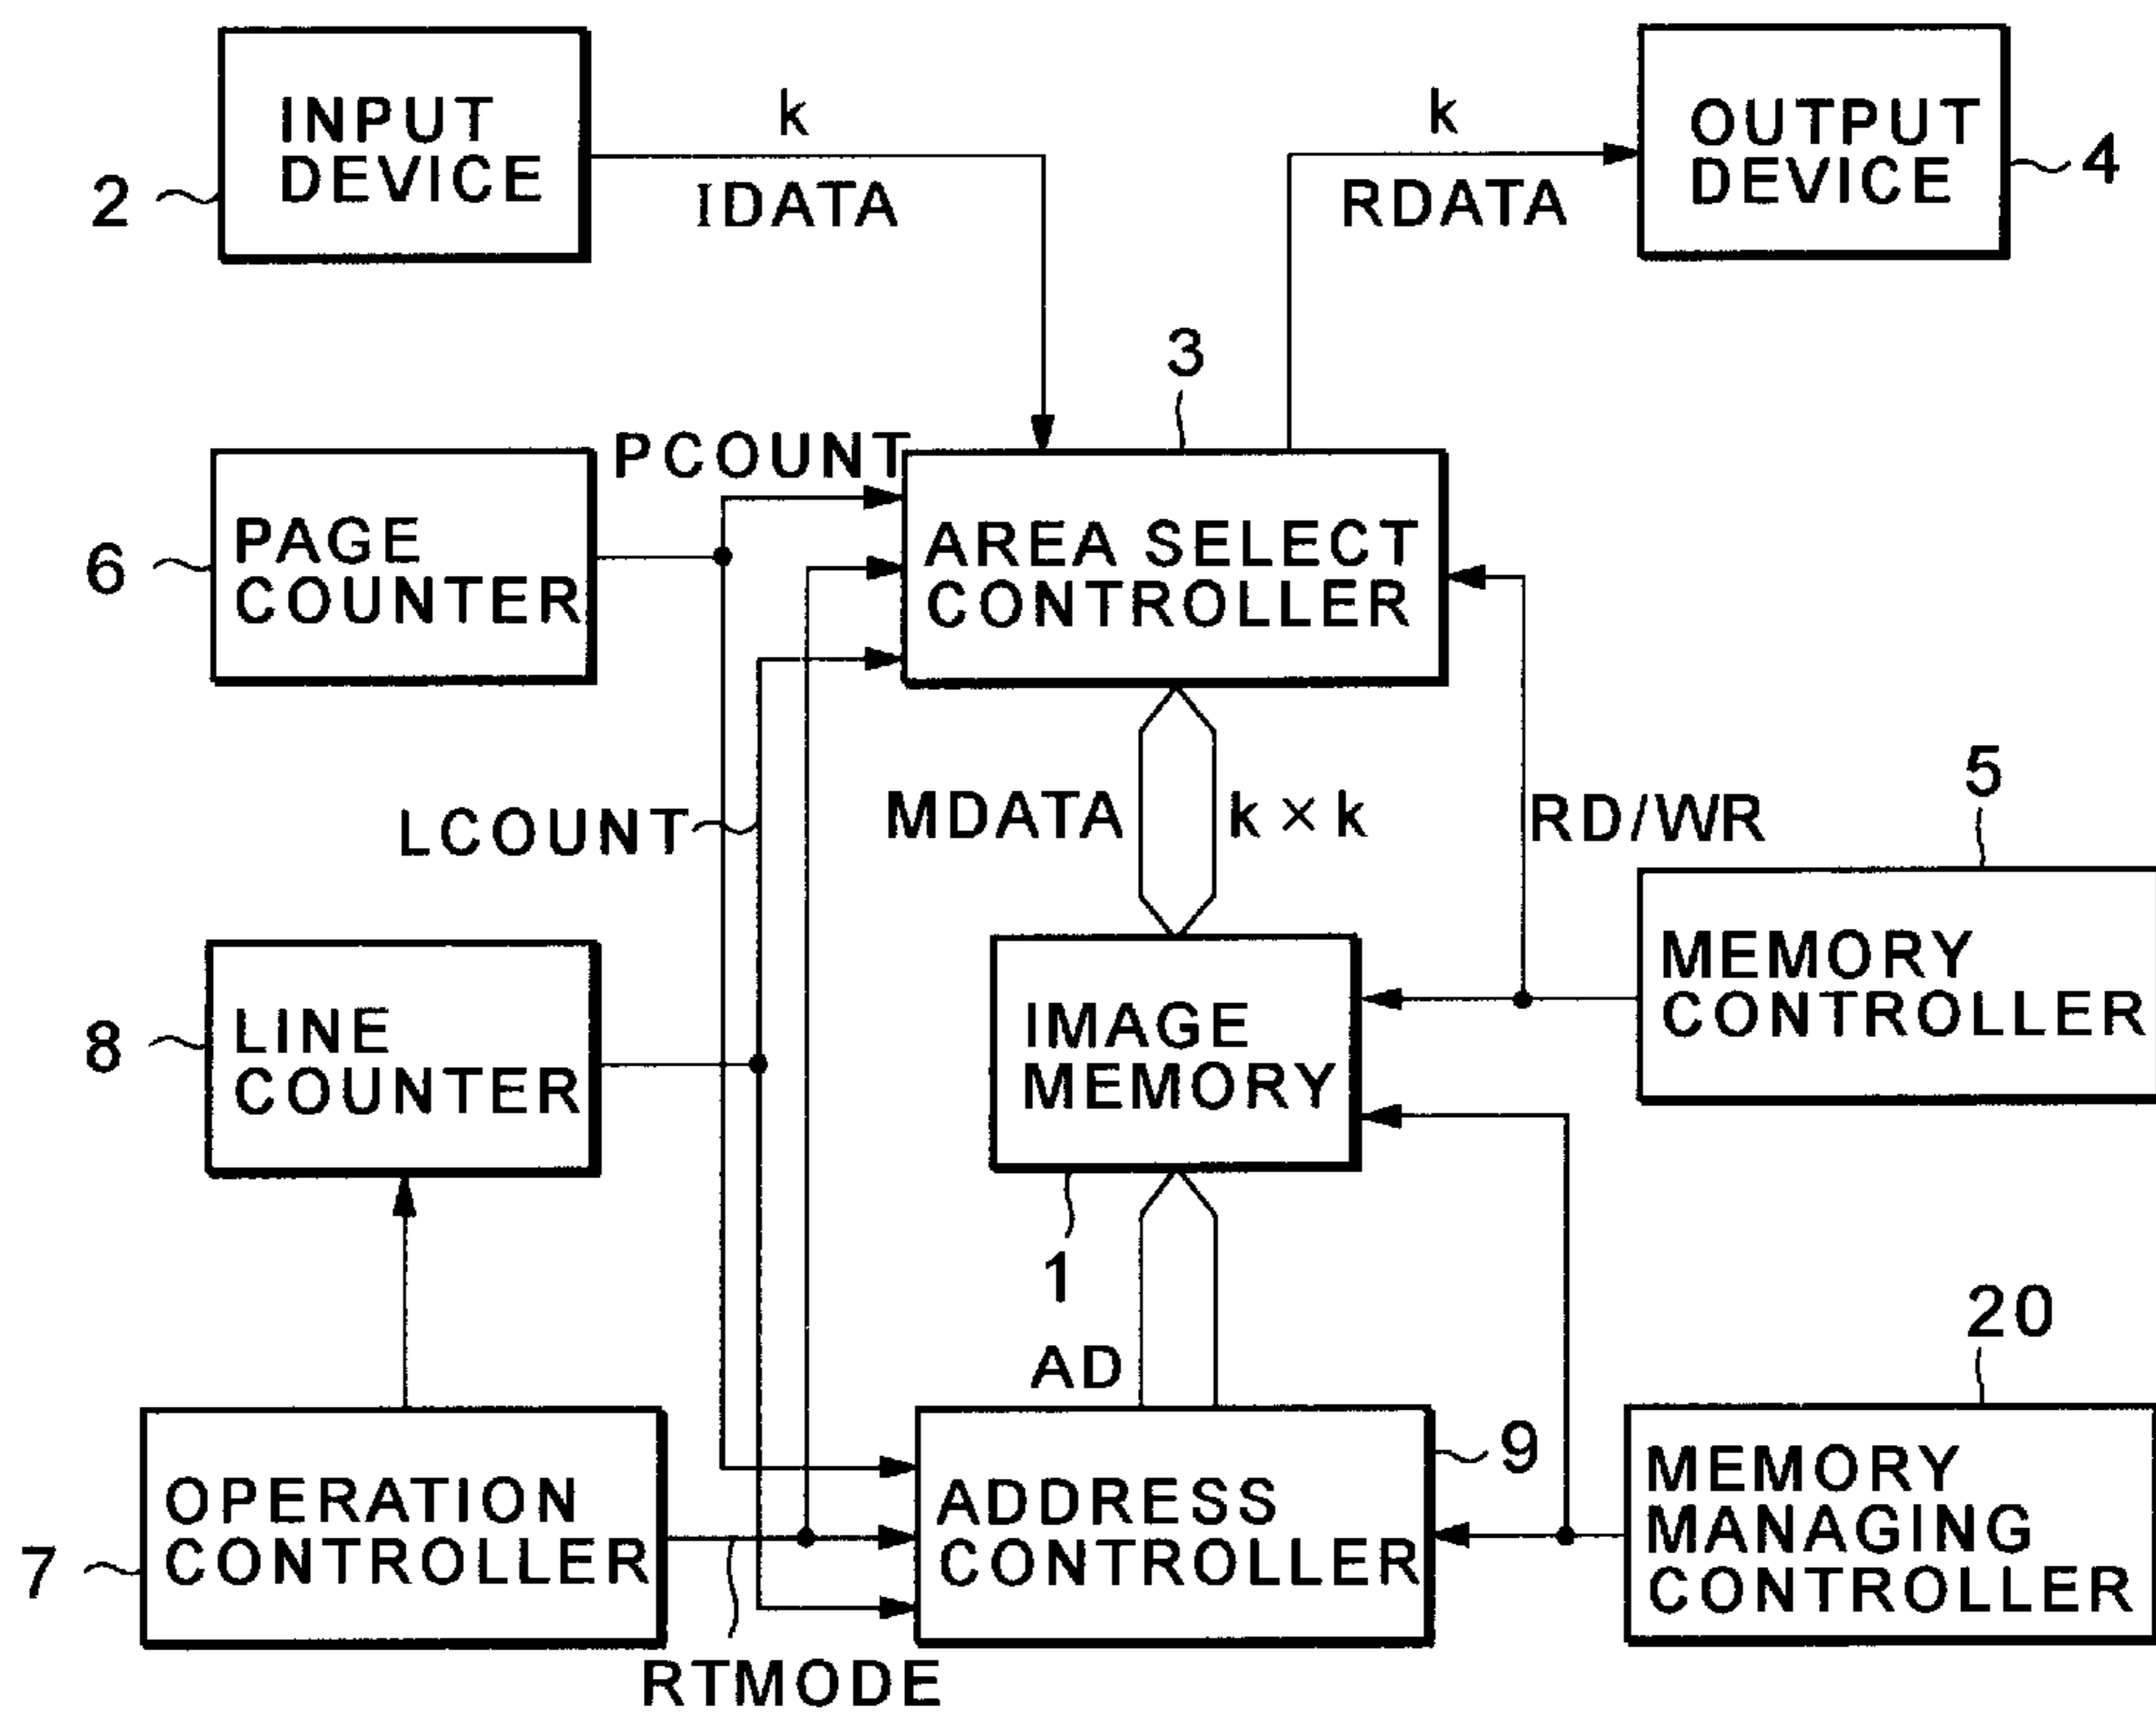 INPUT
DEVICE
2
k
IDATA
k
RDATA
OUTPUT
DEVICE
4
3
PCOUNT
PAGE
COUNTER
6
AREA SELECT
CONTROLLER
LCOUNT
MDATA
k × k
RD/WR
5
MEMORY
CONTROLLER
LINE
COUNTER
8
IMAGE
MEMORY
1
AD
20
OPERATION
CONTROLLER
7
ADDRESS
CONTROLLER
9
MEMORY
MANAGING
CONTROLLER
RTMODE